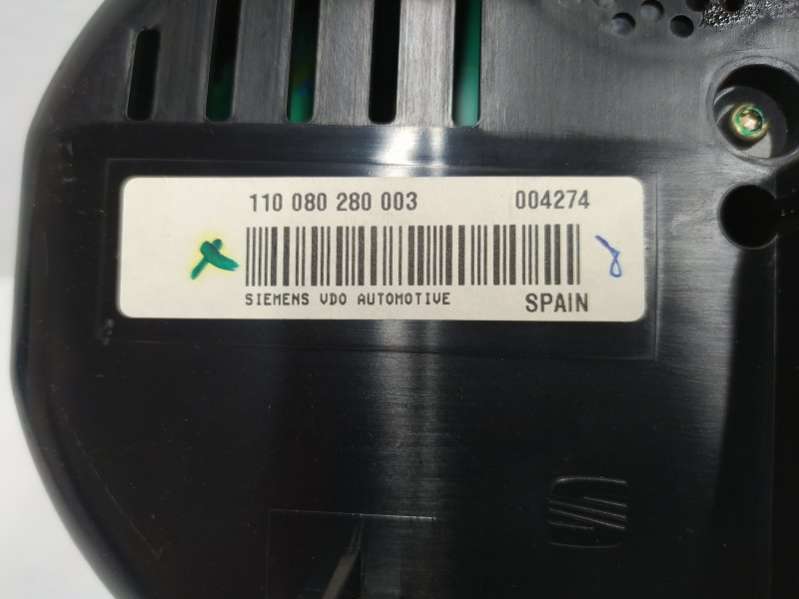 110 080 280 003 004274
SIEMENS VDO AUTOMOTIVE SPAIN